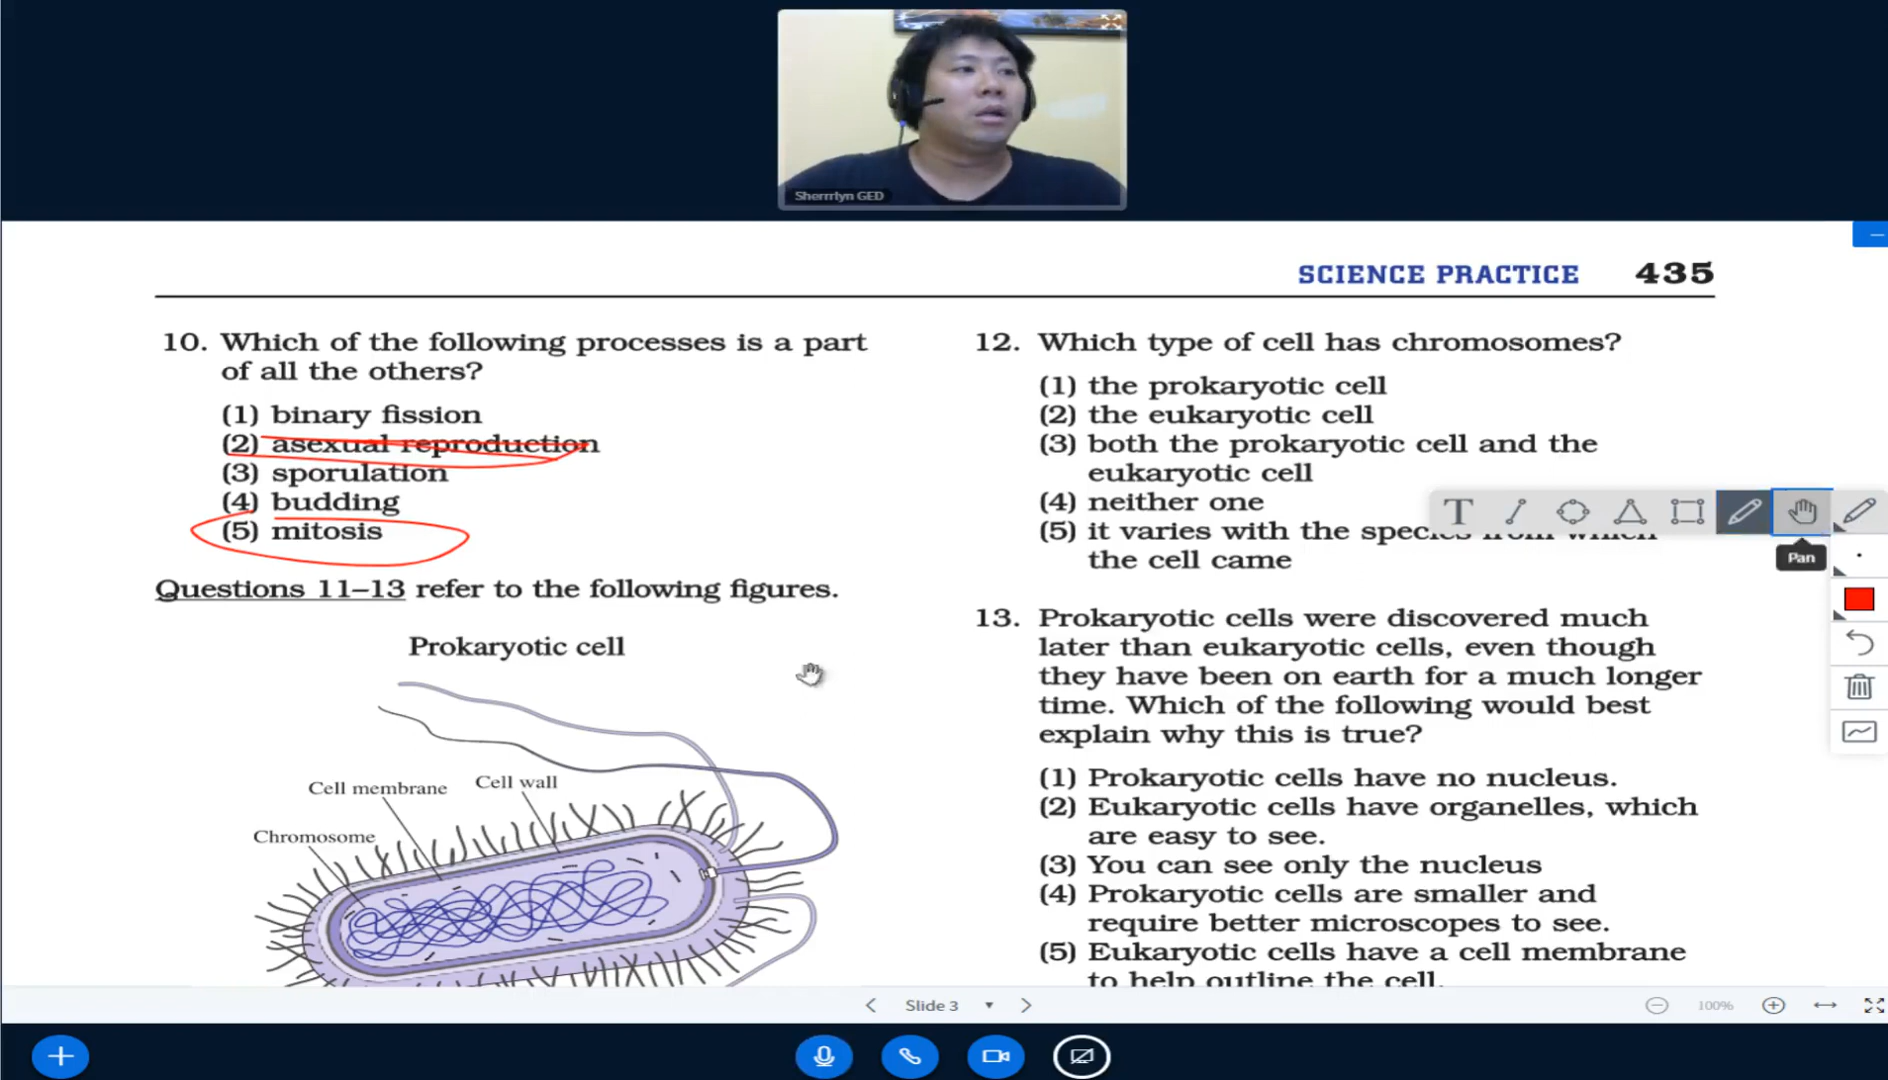 Sherrrlyn GED
SCIENCE PRACTICE 435
10. Which of the following processes is a part
of all the others?
(1) binary fission
(2) asexual reproduction
(3) sporulation
(4) budding
(5) mitosis
Questions 11–13 refer to the following figures.
Prokaryotic cell
Cell membrane
Cell wall
Chromosome
12. Which type of cell has chromosomes?
(1) the prokaryotic cell
(2) the eukaryotic cell
(3) both the prokaryotic cell and the
eukaryotic cell
(4) neither one
(5) it varies with the species from which
the cell came
13. Prokaryotic cells were discovered much
later than eukaryotic cells, even though
they have been on earth for a much longer
time. Which of the following would best
explain why this is true?
(1) Prokaryotic cells have no nucleus.
(2) Eukaryotic cells have organelles, which
are easy to see.
(3) You can see only the nucleus
(4) Prokaryotic cells are smaller and
require better microscopes to see.
(5) Eukaryotic cells have a cell membrane
to help outline the cell.
T
Pan
Slide 3
100%